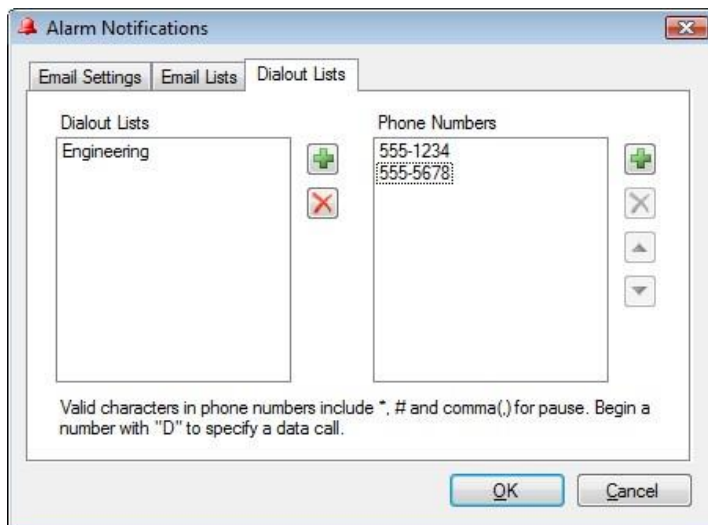 Alarm Notifications
Email Settings Email Lists Dialout Lists
Dialout Lists Phone Numbers
Engineering 555-1234
555-5678
Valid characters in phone numbers include *, # and comma(,) for pause. Begin a
number with "D" to specify a data call.
OK Cancel